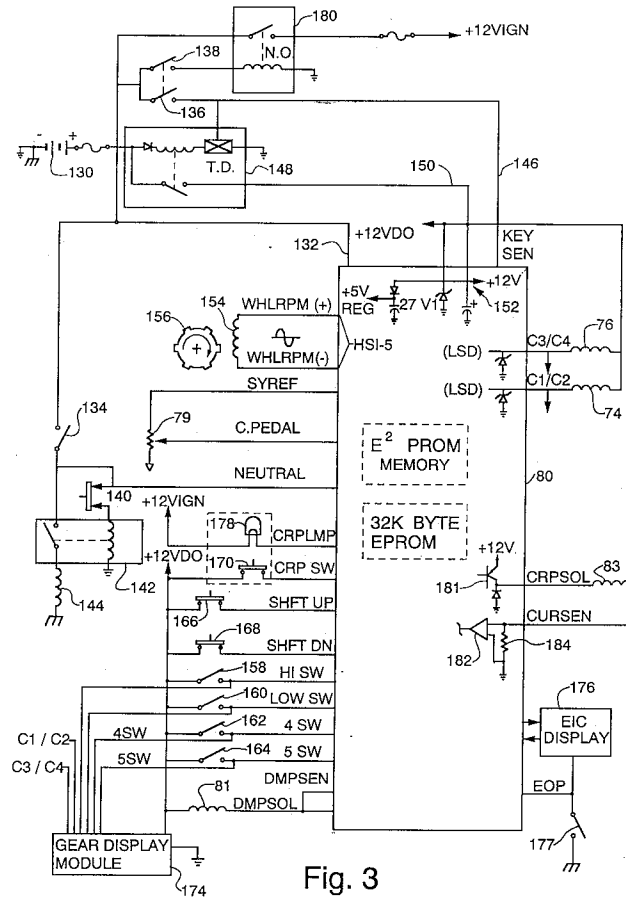 180
+12VIGN
138
N.O.
136
- +
130
T.D.
148
150
146
132
+12VDO
KEY
SEN
+12V
152
+5V
REG
27 V1
154
WHLRPM (+)
156
HSI-5
WHLRPM(-)
(LSD)
C3/C4
76
(LSD)
C1/C2
74
SYREF
79
C.PEDAL
134
E2 PROM
MEMORY
80
NEUTRAL
140
+12VIGN
178
CRPLMP
32K BYTE
EPROM
+12VDO
170
CRP SW
142
144
+12V
181
CRPSOL
83
SHFT UP
166
CURSEN
168
SHFT DN
182
184
158
HI SW
160
LOW SW
176
EIC
DISPLAY
C1 / C2
4SW
162
4 SW
C3 / C4
5SW
164
5 SW
DMPSEN
81
DMPSOL
EOP
177
GEAR DISPLAY
MODULE
174
Fig. 3